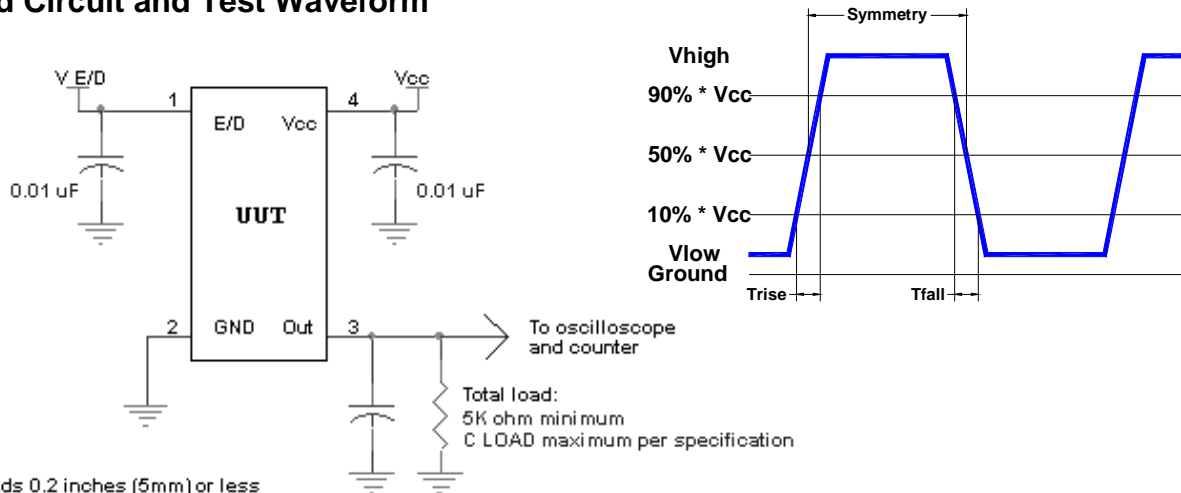 d Circuit and Test Waveform
V E/D
Vcc
1
4
E/D
Vcc
0.01 uF
0.01 uF
UUT
2
GND
Out
3
To oscilloscope
and counter
Total load:
5K ohm minimum
C LOAD maximum per specification
ds 0.2 inches (5mm) or less
Symmetry
Vhigh
90% * Vcc
50% * Vcc
10% * Vcc
Vlow
Ground
Trise
Tfall